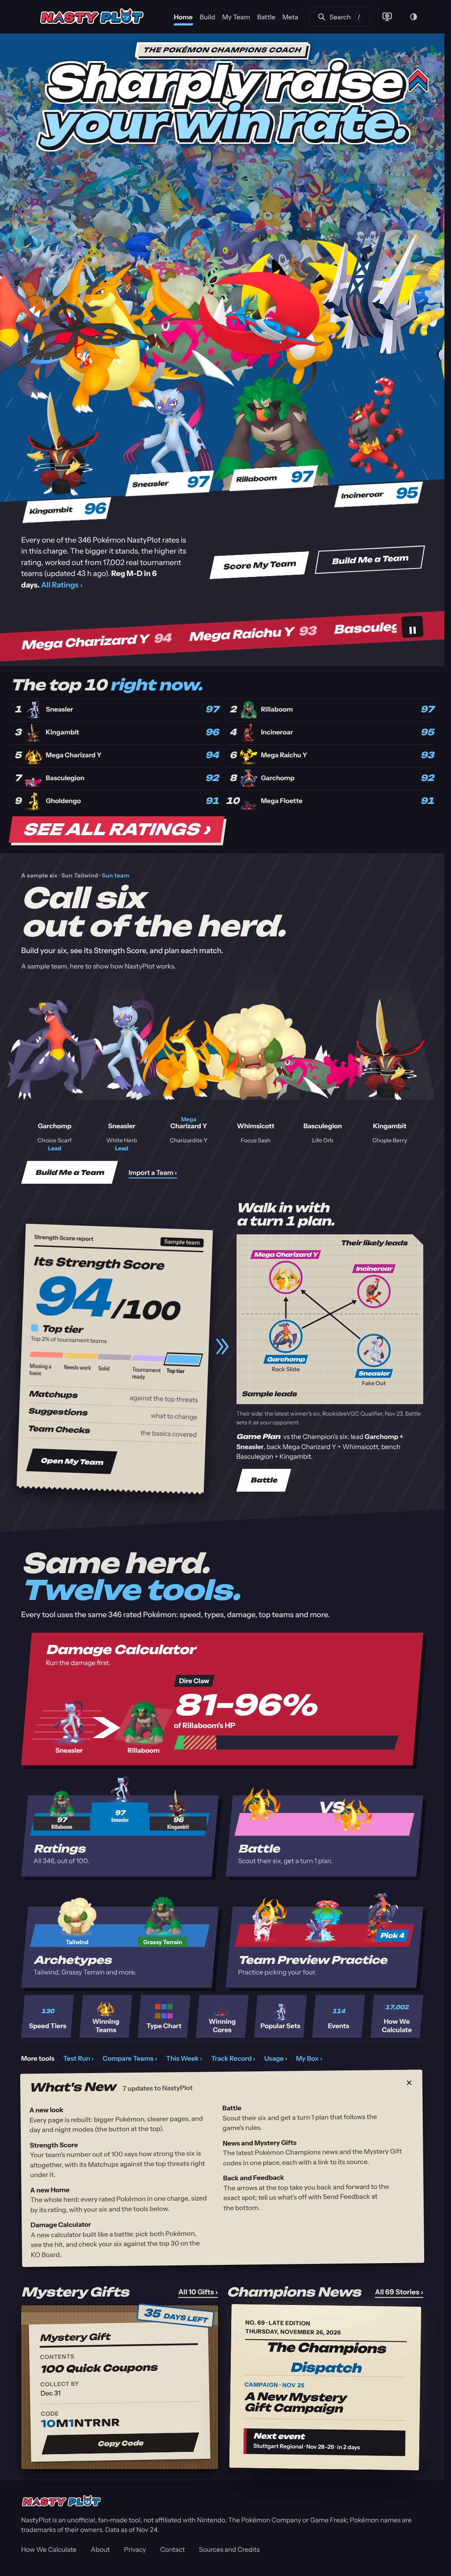 NASTY PLOT
Home Build My Team Battle Meta Search /
THE POKÉMON CHAMPIONS COACH
Sharply raise
your win rate.
Kingambit 96
Sneasler 97
Rillaboom 97
Incineroar 95
Every one of the 346 Pokémon NastyPlot rates is
in this charge. The bigger it stands, the higher its
rating, worked out from 17,002 real tournament
teams (updated 43 h ago). Reg M-D in 6
days. All Ratings ›
Score My Team
Build Me a Team
Mega Charizard Y 94 Mega Raichu Y 93 Basculeg
The top 10 right now.
1 Sneasler 97
2 Rillaboom 97
3 Kingambit 96
4 Incineroar 95
5 Mega Charizard Y 94
6 Mega Raichu Y 93
7 Basculegion 92
8 Garchomp 92
9 Gholdengo 91
10 Mega Floette 91
SEE ALL RATINGS ›
A sample six · Sun Tailwind · Sun team
Call six
out of the herd.
Build your six, see its Strength Score, and plan each match.
A sample team, here to show how NastyPlot works.
Garchomp
Choice Scarf
Lead
Sneasler
White Herb
Lead
Mega
Charizard Y
Charizardite Y
Whimsicott
Focus Sash
Basculegion
Life Orb
Kingambit
Chople Berry
Build Me a Team
Import a Team ›
Strength Score report
Sample team
Its Strength Score
94/100
Top tier
Top 2% of tournament teams
Missing a
basic
Needs work
Solid
Tournament
ready
Top tier
Matchups against the top threats
Suggestions what to change
Team Checks the basics covered
Open My Team
Walk in with
a turn 1 plan.
Their likely leads
Mega Charizard Y
Incineroar
Garchomp
Rock Slide
Sneasler
Fake Out
Sample leads
Their side: the latest winner's six, RookideeVGC Qualifier, Nov 23. Battle
sets it as your opponent.
Game Plan vs the Champion's six: lead Garchomp +
Sneasler, back Mega Charizard Y + Whimsicott, bench
Basculegion + Kingambit.
Battle
Same herd.
Twelve tools.
Every tool uses the same 346 rated Pokémon: speed, types, damage, top teams and more.
Damage Calculator
Run the damage first.
Sneasler
Rillaboom
Dire Claw
81–96%
of Rillaboom's HP
97
Rillaboom
97
Sneasler
96
Kingambit
Ratings
All 346, out of 100.
VS
Battle
Scout their six, get a turn 1 plan.
Tailwind
Grassy Terrain
Archetypes
Tailwind, Grassy Terrain and more.
Pick 4
Team Preview Practice
Practice picking your four.
130
Speed Tiers
Winning
Teams
Type Chart
Winning
Cores
Popular Sets
114
Events
17,002
How We
Calculate
More tools Test Run › Compare Teams › This Week › Track Record › Usage › My Box ›
What's New 7 updates to NastyPlot
A new look
Every page is rebuilt: bigger Pokémon, clearer pages, and
day and night modes (the button at the top).
Strength Score
Your team's number out of 100 says how strong the six is
altogether, with its Matchups against the top threats right
under it.
A new Home
The whole herd: every rated Pokémon in one charge, sized
by its rating, with your six and the tools below.
Damage Calculator
A new calculator built like a battle: pick both Pokémon,
see the hit, and check your six against the top 30 on the
KO Board.
Battle
Scout their six and get a turn 1 plan that follows the
game's rules.
News and Mystery Gifts
The latest Pokémon Champions news and the Mystery Gift
codes in one place, each with a link to its source.
Back and Feedback
The arrows at the top take you back and forward to the
exact spot; tell us what's off with Send Feedback at
the bottom.
Mystery Gifts
All 10 Gifts ›
35 DAYS LEFT
Mystery Gift
CONTENTS
100 Quick Coupons
COLLECT BY
Dec 31
CODE
10M1NTRNR
Copy Code
Champions News
All 69 Stories ›
NO. 69 · LATE EDITION
THURSDAY, NOVEMBER 26, 2026
The Champions
Dispatch
CAMPAIGN · NOV 25
A New Mystery
Gift Campaign
Next event
Stuttgart Regional · Nov 28–29 · in 2 days
NASTY PLOT
NastyPlot is an unofficial, fan-made tool, not affiliated with Nintendo, The Pokémon Company or Game Freak; Pokémon names are
trademarks of their owners. Data as of Nov 24.
How We Calculate About Privacy Contact Sources and Credits